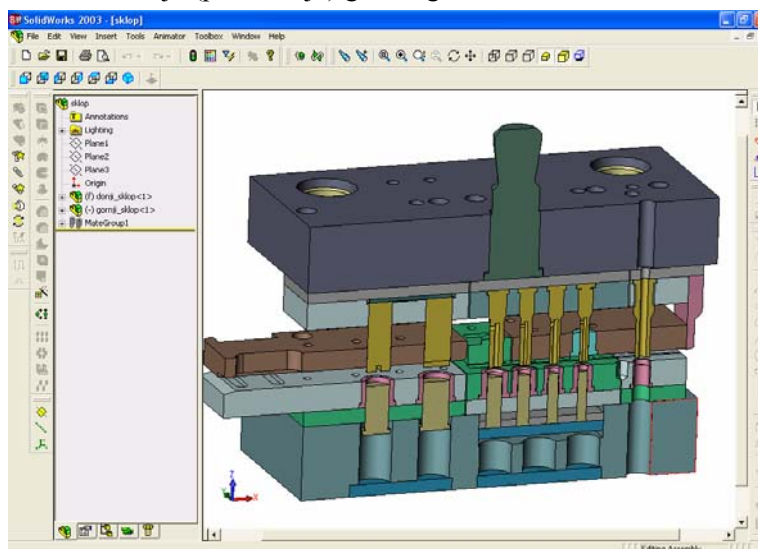 SolidWorks 2003 - [sklop]
File Edit View Insert Tools Animator Toolbox Window Help
sklop
Annotations
Lighting
Plane1
Plane2
Plane3
Origin
(f) donji_sklop<1>
(-) gornji_sklop<1>
MateGroup1
Z
X
Editing Assembly